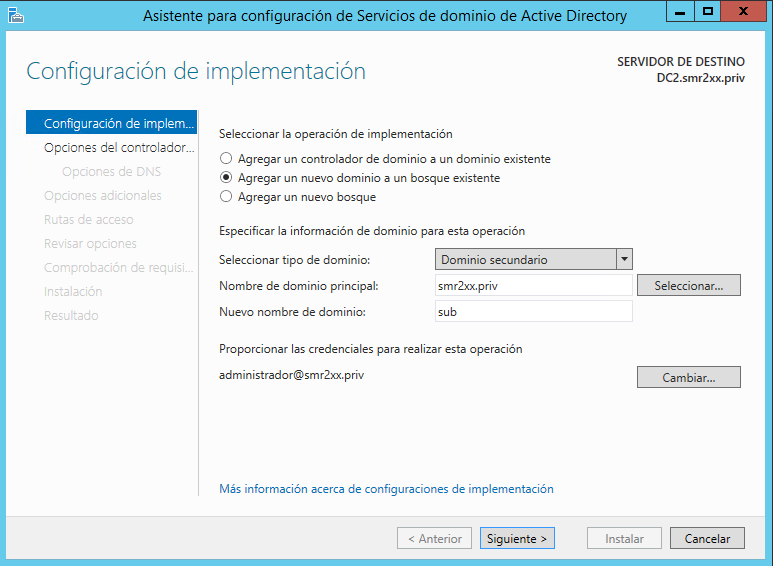 Asistente para configuración de Servicios de dominio de Active Directory
Configuración de implementación
SERVIDOR DE DESTINO
DC2.smr2xx.priv
Configuración de implem...
Opciones del controlador...
Opciones de DNS
Opciones adicionales
Rutas de acceso
Revisar opciones
Comprobación de requisi...
Instalación
Resultado
Seleccionar la operación de implementación
Agregar un controlador de dominio a un dominio existente
Agregar un nuevo dominio a un bosque existente
Agregar un nuevo bosque
Especificar la información de dominio para esta operación
Seleccionar tipo de dominio: Dominio secundario
Nombre de dominio principal: smr2xx.priv Seleccionar...
Nuevo nombre de dominio: sub
Proporcionar las credenciales para realizar esta operación
administrador@smr2xx.priv Cambiar...
Más información acerca de configuraciones de implementación
< Anterior Siguiente > Instalar Cancelar